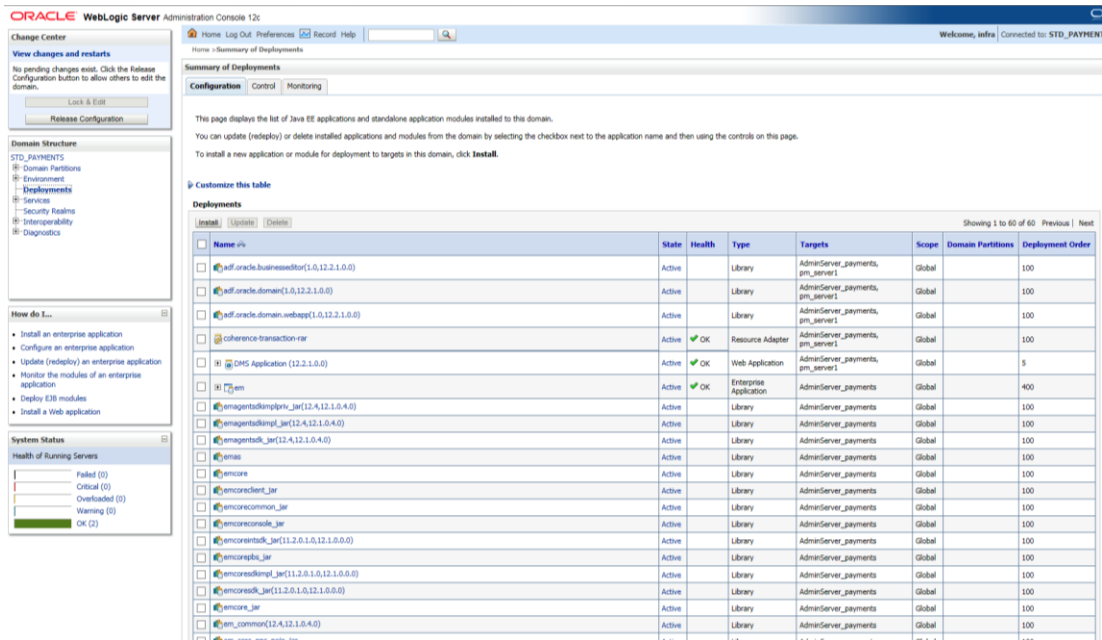 ORACLE WebLogic Server Administration Console 12c
Change Center
View changes and restarts
No pending changes exist. Click the Release
Configuration button to allow others to edit the
domain.
Lock & Edit
Release Configuration
Domain Structure
STD_PAYMENTS
Domain Partitions
Environment
Deployments
Services
Security Realms
Interoperability
Diagnostics
How do I...
Install an enterprise application
Configure an enterprise application
Update (redeploy) an enterprise application
Monitor the modules of an enterprise
application
Deploy EJB modules
Install a Web application
System Status
Health of Running Servers
Failed (0)
Critical (0)
Overloaded (0)
Warning (0)
OK (2)
Home Log Out Preferences Record Help
Welcome, infra Connected to: STD_PAYMENT
Home >Summary of Deployments
Summary of Deployments
Configuration Control Monitoring
This page displays the list of Java EE applications and standalone application modules installed to this domain.
You can update (redeploy) or delete installed applications and modules from the domain by selecting the checkbox next to the application name and then using the controls on this page.
To install a new application or module for deployment to targets in this domain, click Install.
Customize this table
Deployments
Install Update Delete Showing 1 to 60 of 60 Previous | Next
Name State Health Type Targets Scope Domain Partitions Deployment Order
adf.oracle.businesseditor(1.0,12.2.1.0.0) Active Library AdminServer_payments, pm_server1 Global 100
adf.oracle.domain(1.0,12.2.1.0.0) Active Library AdminServer_payments, pm_server1 Global 100
adf.oracle.domain.webapp(1.0,12.2.1.0.0) Active Library AdminServer_payments, pm_server1 Global 100
coherence-transaction-rar Active OK Resource Adapter AdminServer_payments, pm_server1 Global 100
DMS Application (12.2.1.0.0) Active OK Web Application AdminServer_payments, pm_server1 Global 5
em Active OK Enterprise Application AdminServer_payments Global 400
emagentsdkimplpriv_jar(12.4,12.1.0.4.0) Active Library AdminServer_payments Global 100
emagentsdkimpl_jar(12.4,12.1.0.4.0) Active Library AdminServer_payments Global 100
emagentsdk_jar(12.4,12.1.0.4.0) Active Library AdminServer_payments Global 100
emas Active Library AdminServer_payments Global 100
emcore Active Library AdminServer_payments Global 100
emcoreclient_jar Active Library AdminServer_payments Global 100
emcorecommon_jar Active Library AdminServer_payments Global 100
emcoreconsole_jar Active Library AdminServer_payments Global 100
emcoreintsdk_jar(11.2.0.1.0,12.1.0.0.0) Active Library AdminServer_payments Global 100
emcorepbs_jar Active Library AdminServer_payments Global 100
emcoresdkimpl_jar(11.2.0.1.0,12.1.0.0.0) Active Library AdminServer_payments Global 100
emcoresdk_jar(11.2.0.1.0,12.1.0.0.0) Active Library AdminServer_payments Global 100
emcore_jar Active Library AdminServer_payments Global 100
em_common(12.4,12.1.0.4.0) Active Library AdminServer_payments Global 100